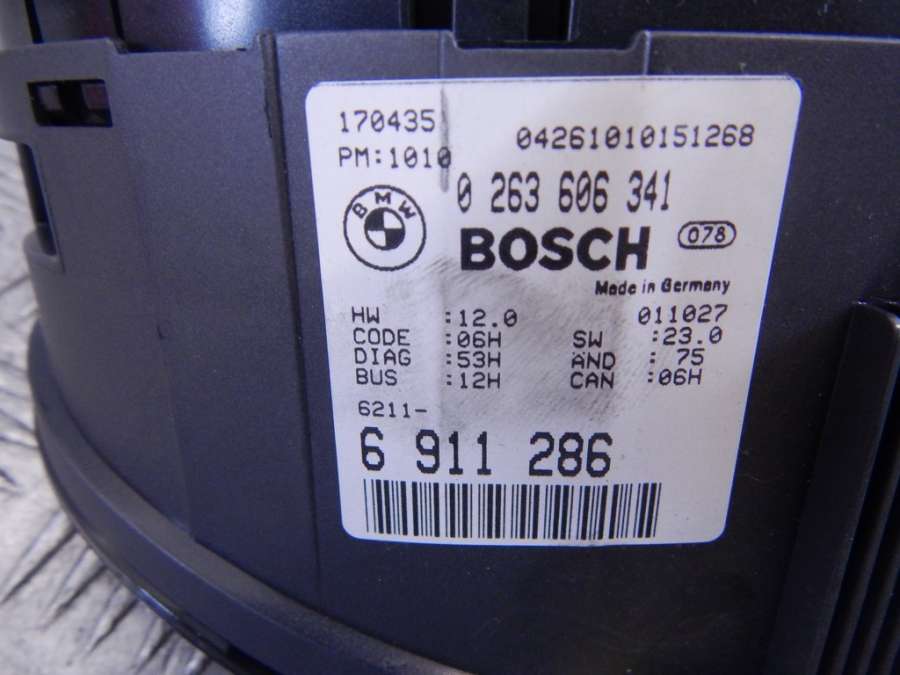 170435
04261010151268
PM:1010
0 263 606 341
BMW
BOSCH 078
Made in Germany
HW :12.0 011027
CODE :06H SW :23.0
DIAG :53H AND : 75
BUS :12H CAN :06H
6211-
6 911 286